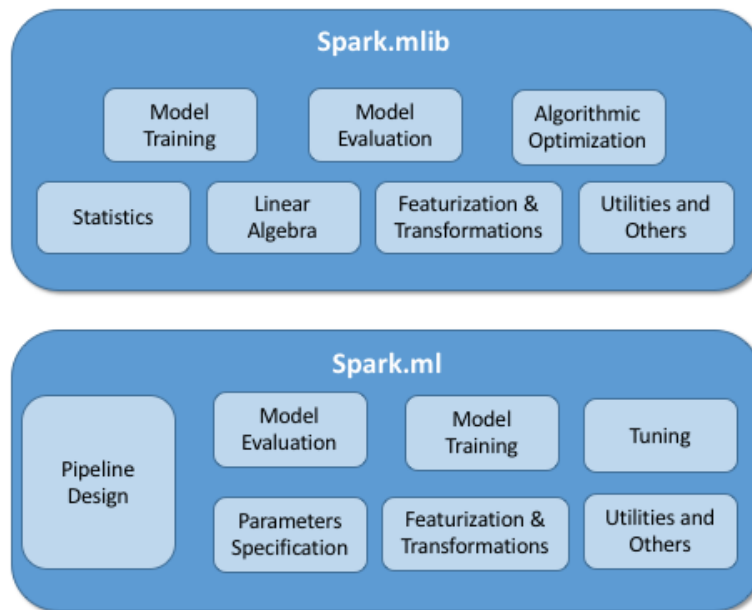 Spark.mlib
Model
Training
Model
Evaluation
Algorithmic
Optimization
Statistics
Linear
Algebra
Featurization &
Transformations
Utilities and
Others
Spark.ml
Pipeline
Design
Model
Evaluation
Model
Training
Tuning
Parameters
Specification
Featurization &
Transformations
Utilities and
Others